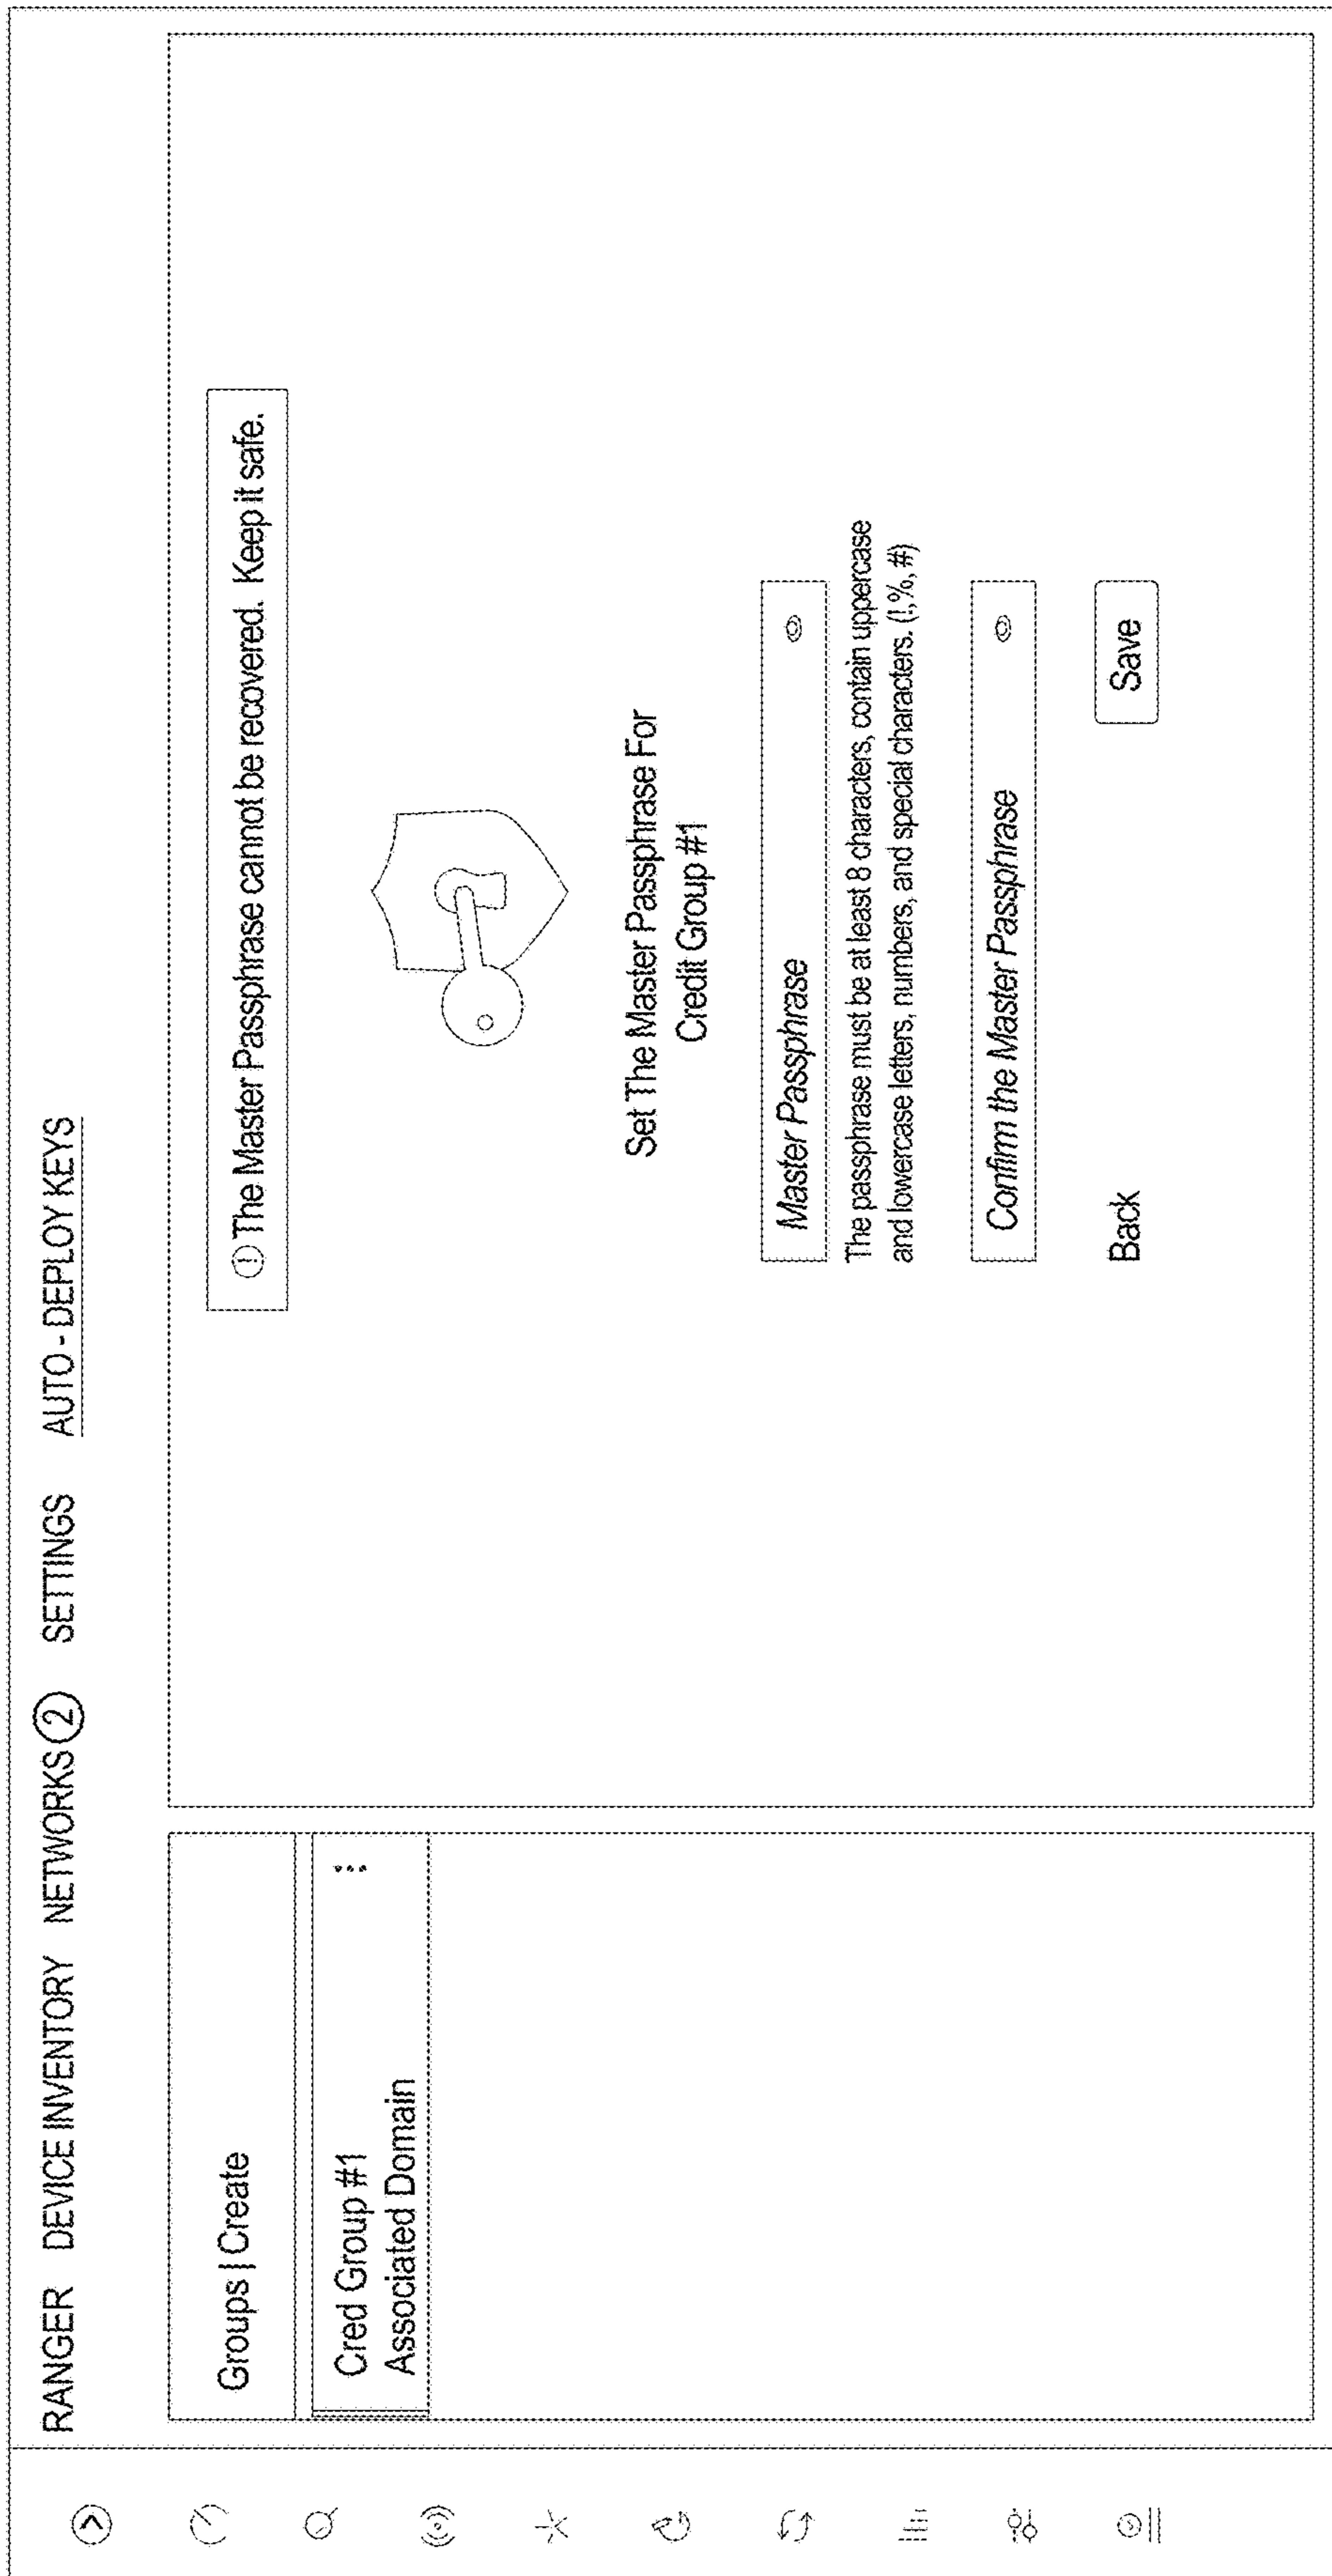 RANGER DEVICE INVENTORY NETWORKS 2 SETTINGS AUTO - DEPLOY KEYS
Groups | Create
Cred Group #1
Associated Domain
! The Master Passphrase cannot be recovered. Keep it safe.
Set The Master Passphrase For
Credit Group #1
Master Passphrase
The passphrase must be at least 8 characters, contain uppercase
and lowercase letters, numbers, and special characters. (!,%, #)
Confirm the Master Passphrase
Back Save